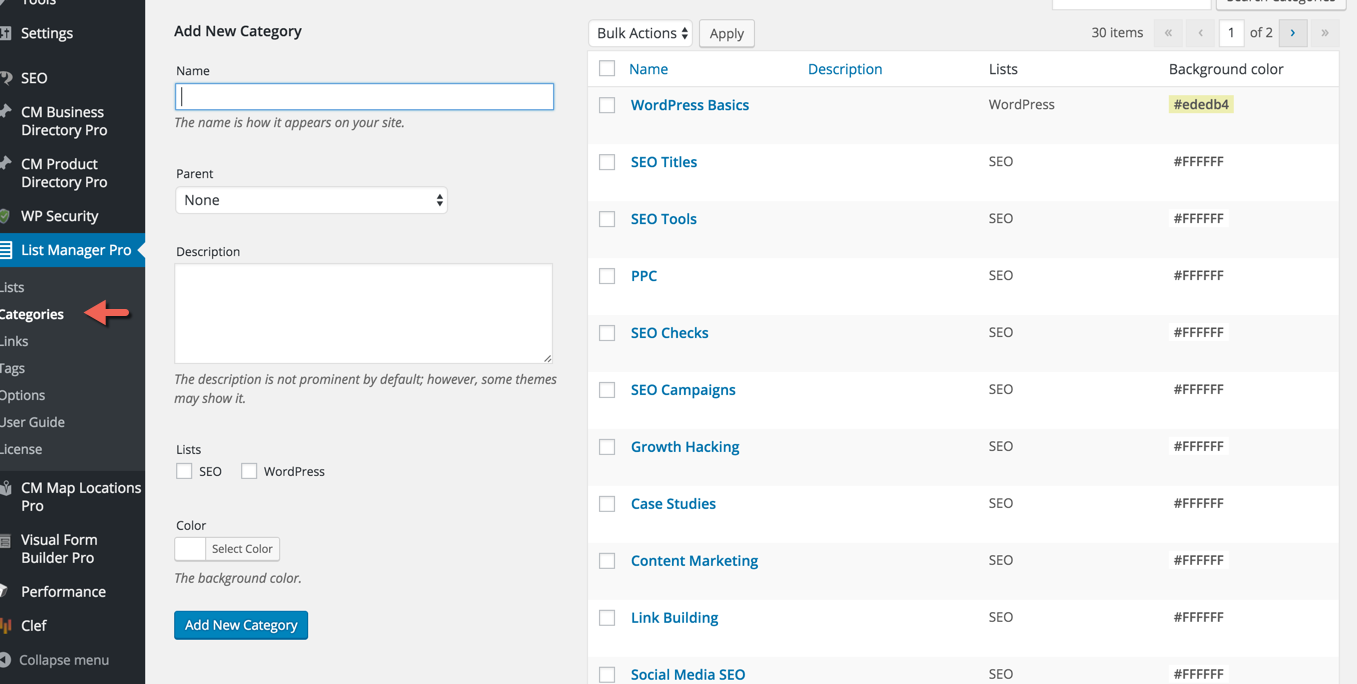 Tools
Settings
SEO
CM Business
Directory Pro
CM Product
Directory Pro
WP Security
List Manager Pro
Lists
Categories
Links
Tags
Options
User Guide
License
CM Map Locations
Pro
Visual Form
Builder Pro
Performance
Clef
Collapse menu
Add New Category
Name
The name is how it appears on your site.
Parent
None
Description
The description is not prominent by default; however, some themes
may show it.
Lists
SEO WordPress
Color
Select Color
The background color.
Add New Category
Search Categories
Bulk Actions Apply 30 items « ‹ 1 of 2 › »
Name Description Lists Background color
WordPress Basics WordPress #ededb4
SEO Titles SEO #FFFFFF
SEO Tools SEO #FFFFFF
PPC SEO #FFFFFF
SEO Checks SEO #FFFFFF
SEO Campaigns SEO #FFFFFF
Growth Hacking SEO #FFFFFF
Case Studies SEO #FFFFFF
Content Marketing SEO #FFFFFF
Link Building SEO #FFFFFF
Social Media SEO SEO #FFFFFF